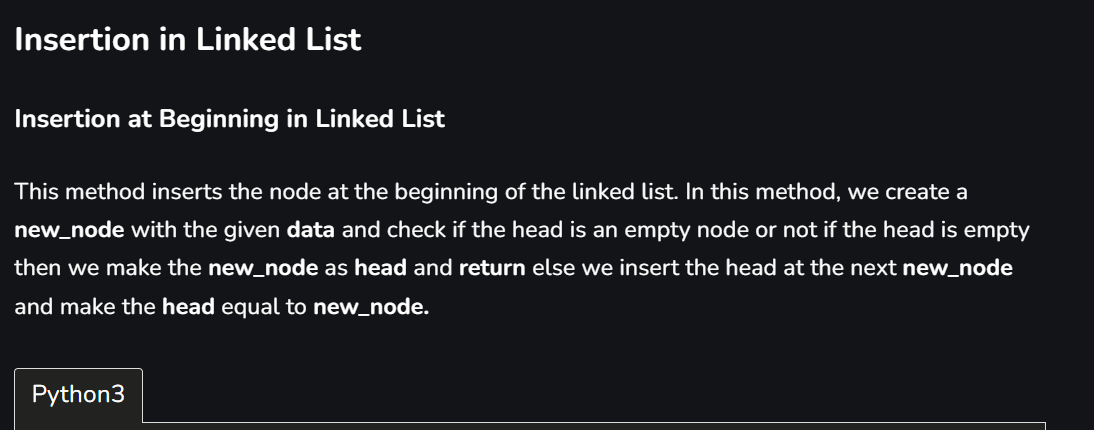 Insertion in Linked List
Insertion at Beginning in Linked List
This method inserts the node at the beginning of the linked list. In this method, we create a
new_node with the given data and check if the head is an empty node or not if the head is empty
then we make the new_node as head and return else we insert the head at the next new_node
and make the head equal to new_node.
Python3